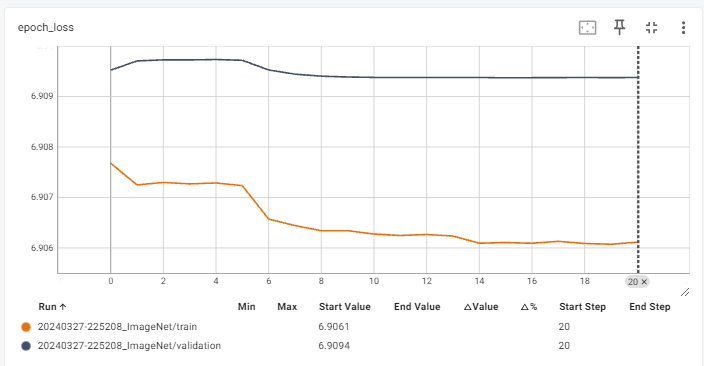 epoch_loss
6.909
6.908
6.907
6.906
0 2 4 6 8 10 12 14 16 18 20 ×
Run ↑ Min Max Start Value End Value △Value △% Start Step End Step
20240327-225208_ImageNet/train 6.9061 20
20240327-225208_ImageNet/validation 6.9094 20